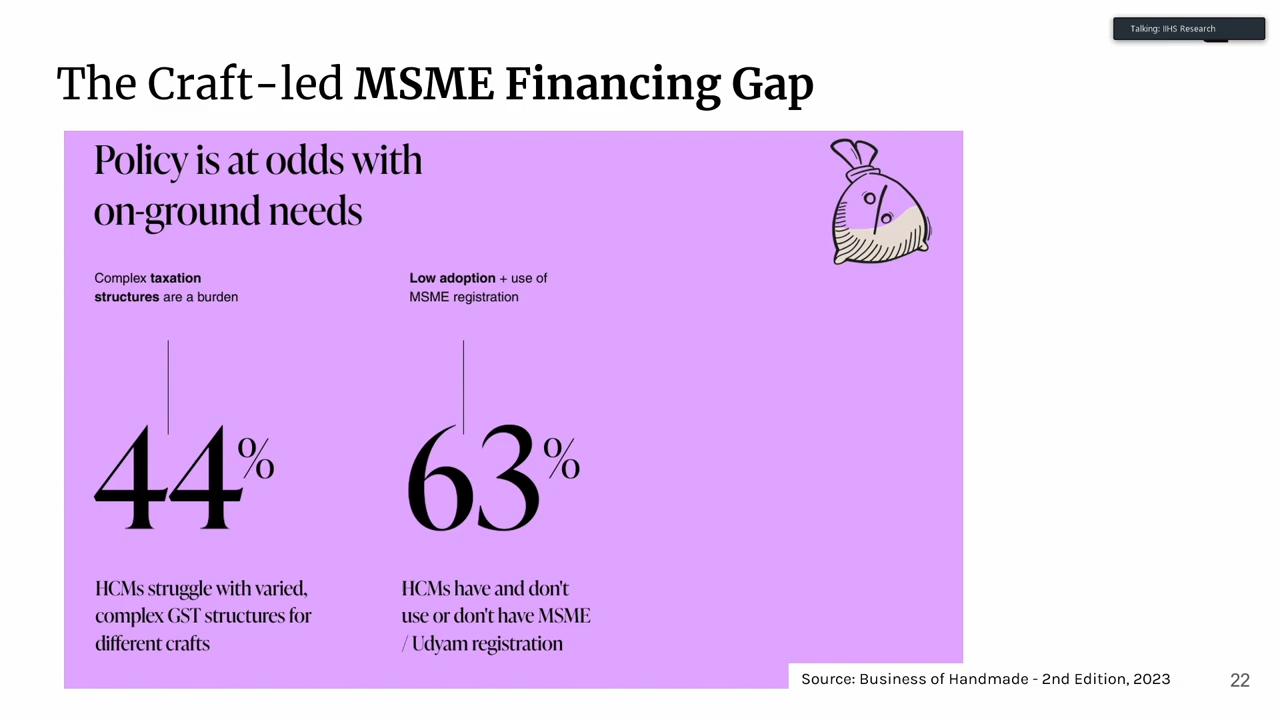 Talking: IIHS Research
The Craft-led MSME Financing Gap
Policy is at odds with
on-ground needs
%
Complex taxation
structures are a burden
44%
HCMs struggle with varied,
complex GST structures for
different crafts
Low adoption + use of
MSME registration
63%
HCMs have and don't
use or don't have MSME
/ Udyam registration
Source: Business of Handmade - 2nd Edition, 2023
22